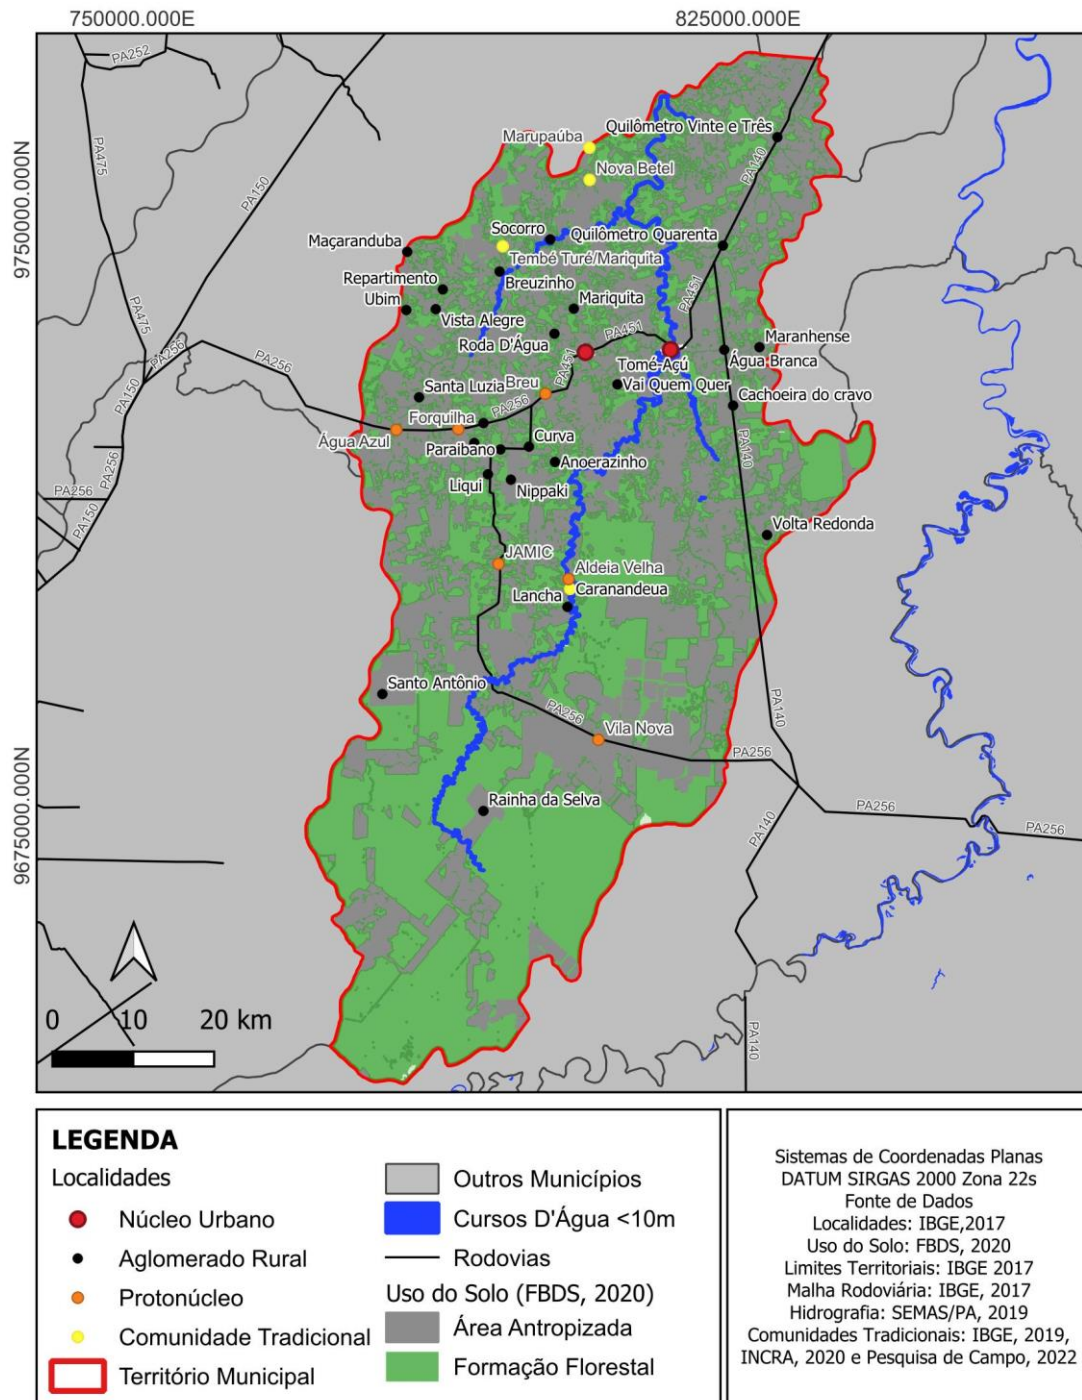 750000.000E
825000.000E
9750000.000N
9675000.000N
PA252
PA475
PA150
PA475
PA256
PA150
PA256
PA256
PA150
PA256
Marupaúba
Quilômetro Vinte e Três
Nova Betel
PA140
Socorro
Quilômetro Quarenta
Maçaranduba
Tembé Turé/Mariquita
Breuzinho
Repartimento
Ubim
Vista Alegre
Mariquita
PA451
Roda D'Água
PA451
PA451
Maranhense
Tomé-Açú
Água Branca
Santa Luzia
Breu
Vai Quem Quer
Cachoeira do cravo
Forquilha
PA256
Água Azul
Paraibano
Curva
PA140
Anoerazinho
Liquí
Nippaki
Volta Redonda
JAMIC
Aldeia Velha
Caranandeua
Lancha
Santo Antônio
PA256
Vila Nova
PA140
PA256
Rainha da Selva
PA140
PA256
PA256
PA140
0 10 20 km
LEGENDA
Localidades
Núcleo Urbano
Aglomerado Rural
Protonúcleo
Comunidade Tradicional
Território Municipal
Outros Municípios
Cursos D'Água <10m
Rodovias
Uso do Solo (FBDS, 2020)
Área Antropizada
Formação Florestal
Sistemas de Coordenadas Planas
DATUM SIRGAS 2000 Zona 22s
Fonte de Dados
Localidades: IBGE,2017
Uso do Solo: FBDS, 2020
Limites Territoriais: IBGE 2017
Malha Rodoviária: IBGE, 2017
Hidrografia: SEMAS/PA, 2019
Comunidades Tradicionais: IBGE, 2019,
INCRA, 2020 e Pesquisa de Campo, 2022